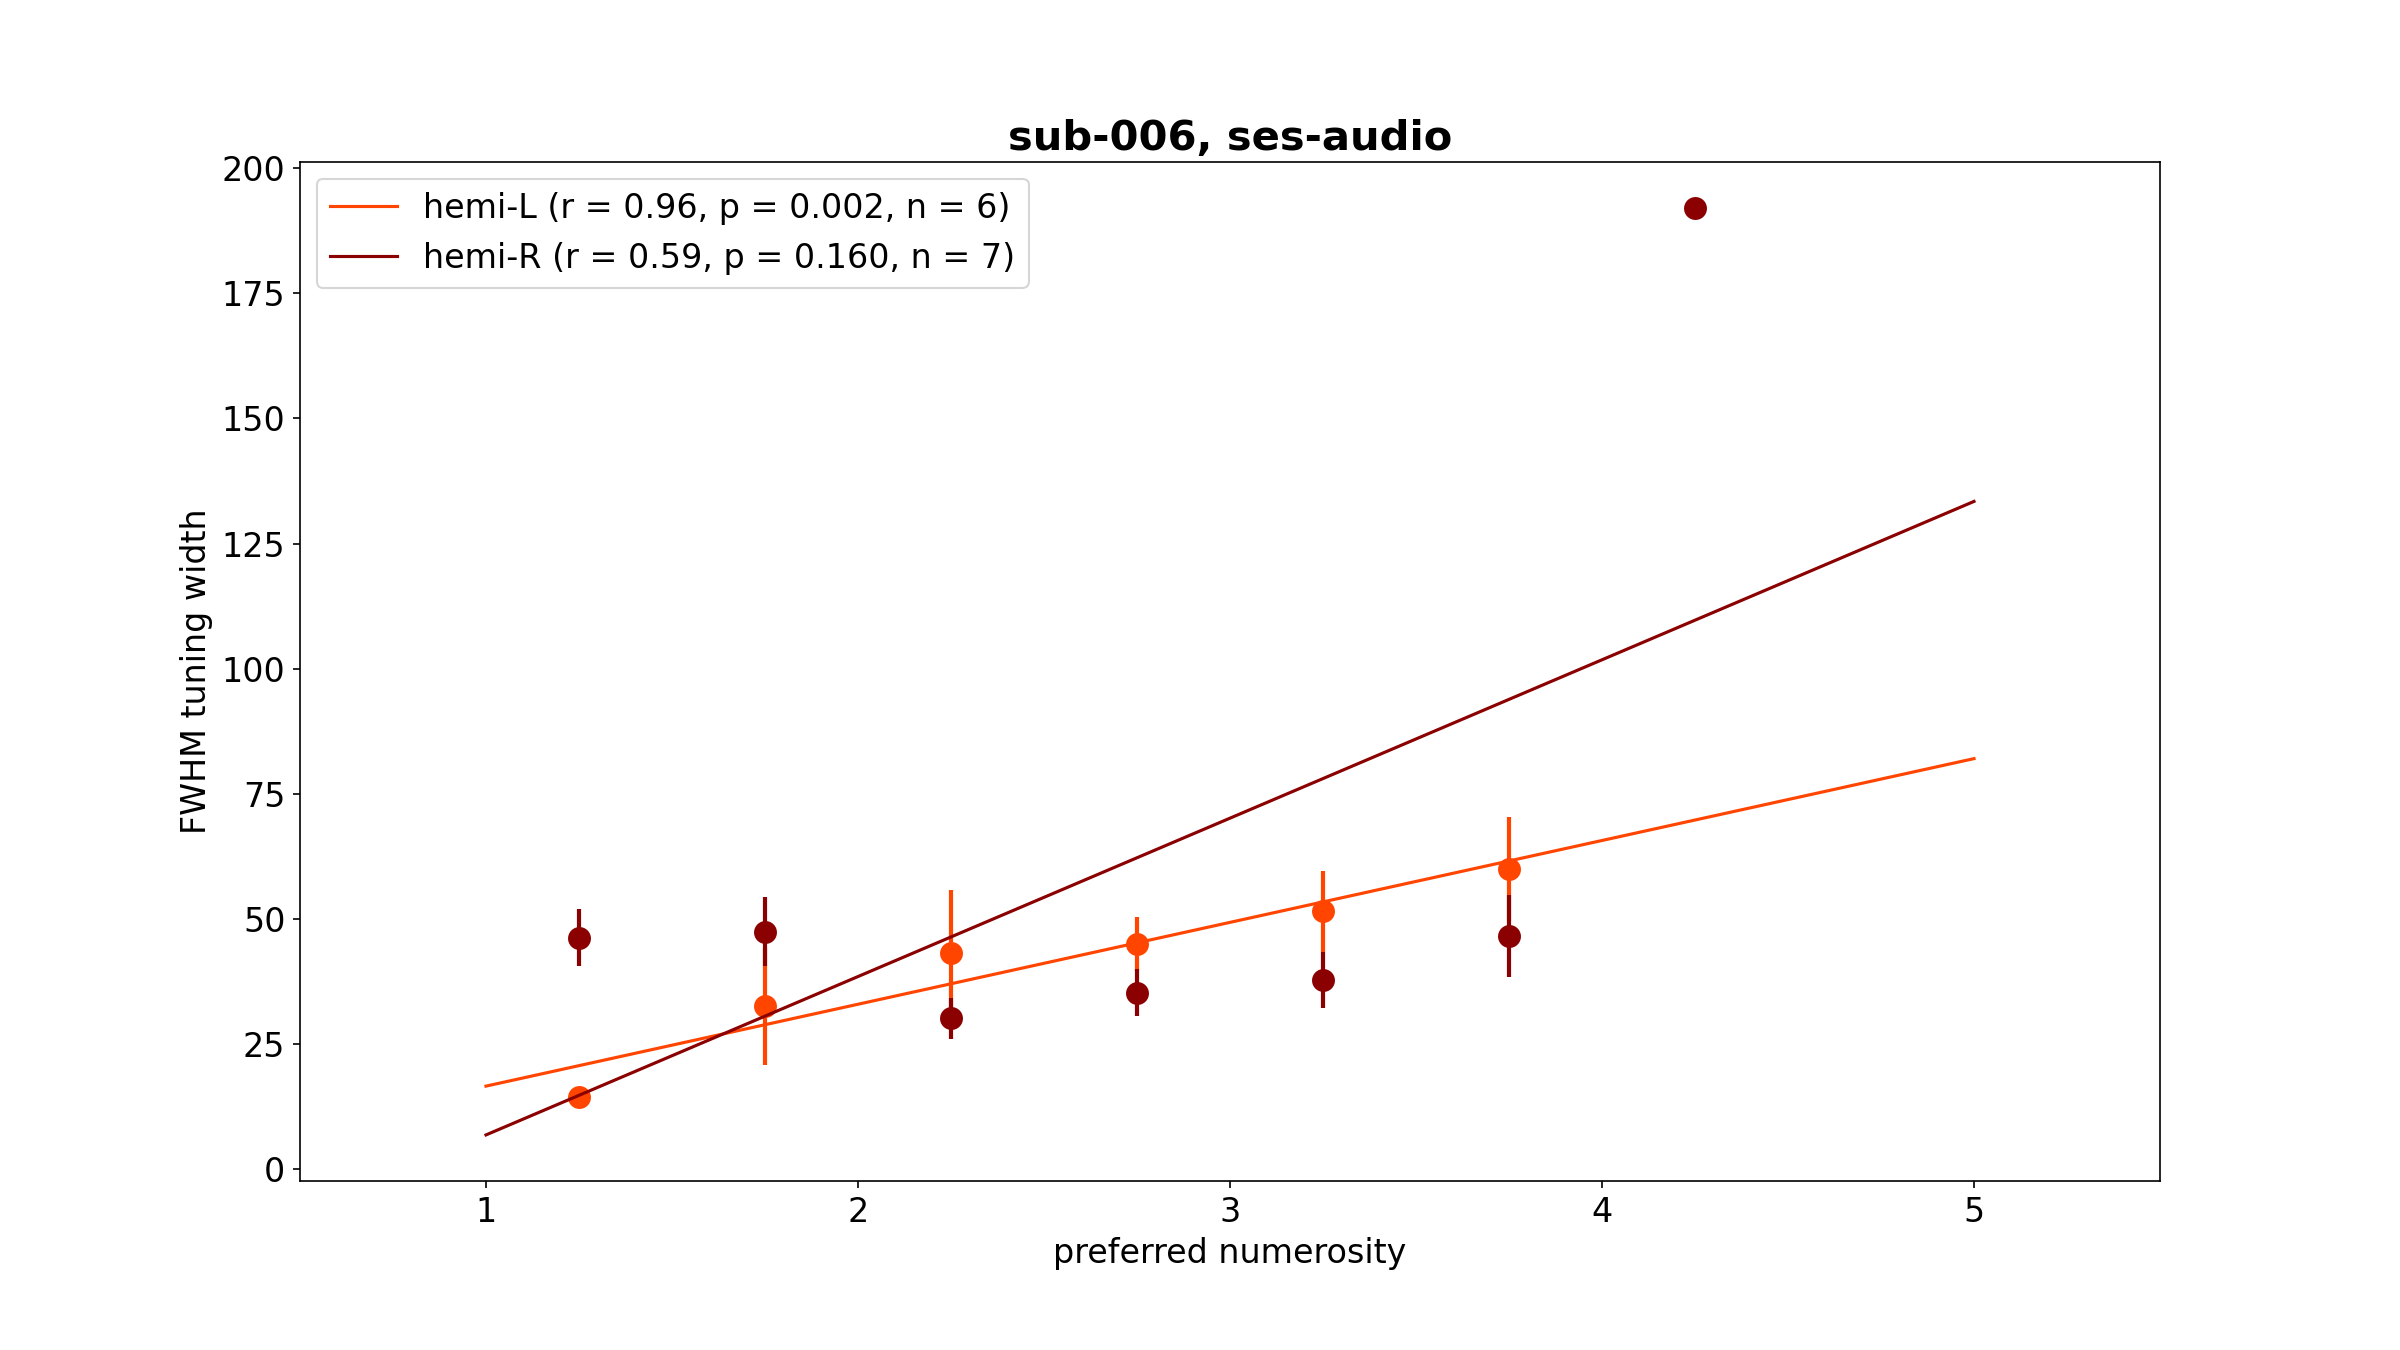 sub-006, ses-audio
hemi-L (r = 0.96, p = 0.002, n = 6)
hemi-R (r = 0.59, p = 0.160, n = 7)
200
175
150
125
100
75
50
25
0
FWHM tuning width
1 2 3 4 5
preferred numerosity